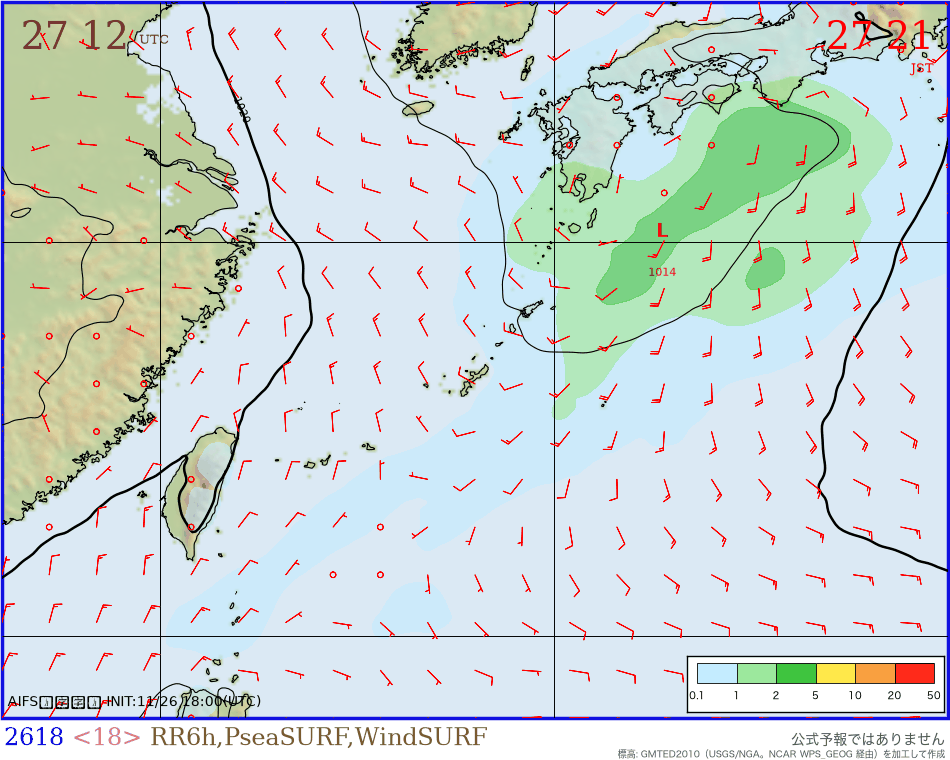 27 12 UTC
27 21
JST
1020
L
1014
AIFS INIT:11/26 18:00(UTC)
0.1 1 2 5 10 20 50
2618 <18> RR6h,PseaSURF,WindSURF
公式予報ではありません
標高: GMTED2010（USGS/NGA。NCAR WPS_GEOG 経由）を加工して作成